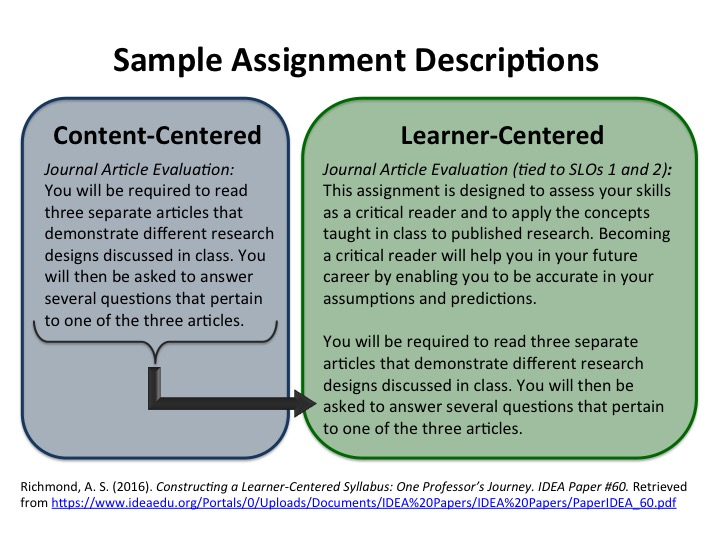 Sample Assignment Descriptions
Content-Centered
Journal Article Evaluation:
You will be required to read
three separate articles that
demonstrate different research
designs discussed in class. You
will then be asked to answer
several questions that pertain
to one of the three articles.
Learner-Centered
Journal Article Evaluation (tied to SLOs 1 and 2):
This assignment is designed to assess your skills
as a critical reader and to apply the concepts
taught in class to published research. Becoming
a critical reader will help you in your future
career by enabling you to be accurate in your
assumptions and predictions.
You will be required to read three separate
articles that demonstrate different research
designs discussed in class. You will then be
asked to answer several questions that pertain
to one of the three articles.
Richmond, A. S. (2016). Constructing a Learner-Centered Syllabus: One Professor’s Journey. IDEA Paper #60. Retrieved
from https://www.ideaedu.org/Portals/0/Uploads/Documents/IDEA%20Papers/IDEA%20Papers/PaperIDEA_60.pdf